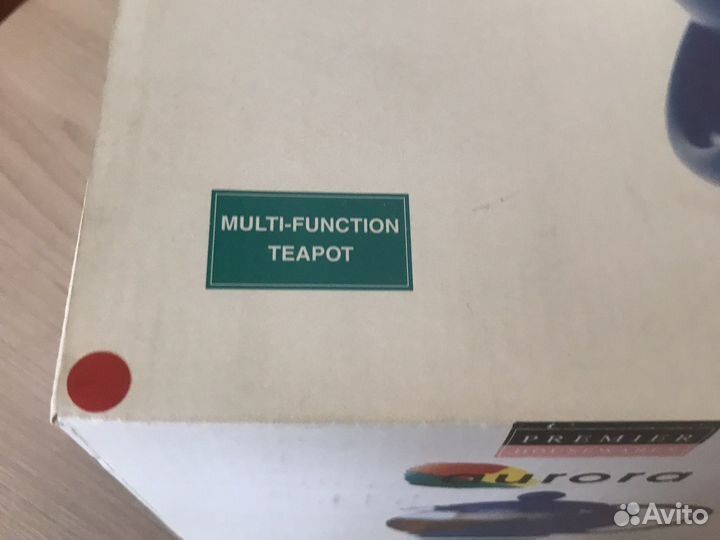 MULTI-FUNCTION
TEAPOT
PREMIER
HOUSEWARES
aurora
Avito